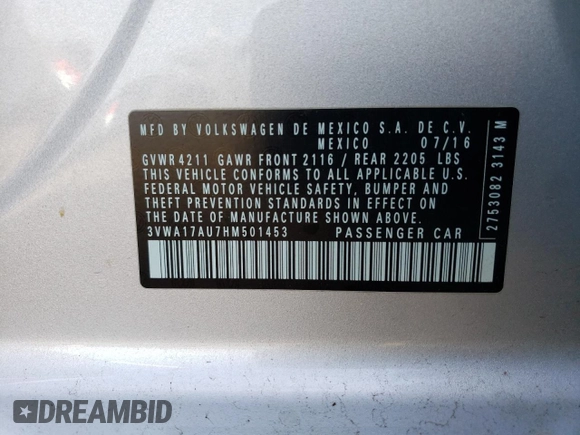 MFD BY VOLKSWAGEN DE MEXICO S.A. DE C.V.
MEXICO 07/16
GVWR 4211 GAWR FRONT 2116 / REAR 2205 LBS
THIS VEHICLE CONFORMS TO ALL APPLICABLE U.S.
FEDERAL MOTOR VEHICLE SAFETY, BUMPER AND
THEFT PREVENTION STANDARDS IN EFFECT ON
THE DATE OF MANUFACTURE SHOWN ABOVE.
3VWA17AU7HM501453 PASSENGER CAR
2753082 3143 M
DREAMBID